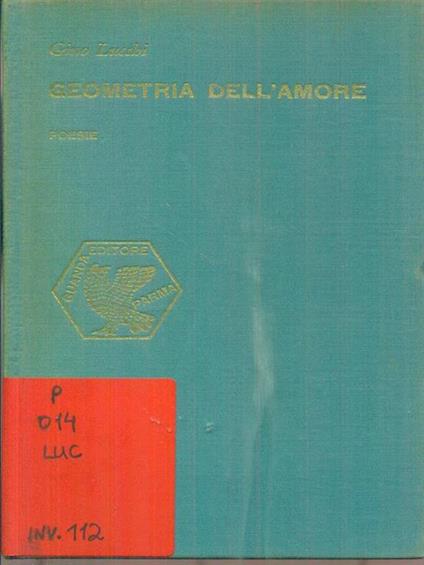 Gino Lucchi
GEOMETRIA DELL'AMORE
POESIE
GUANDA EDITORE PARMA
P
014
LUC
INV. 112